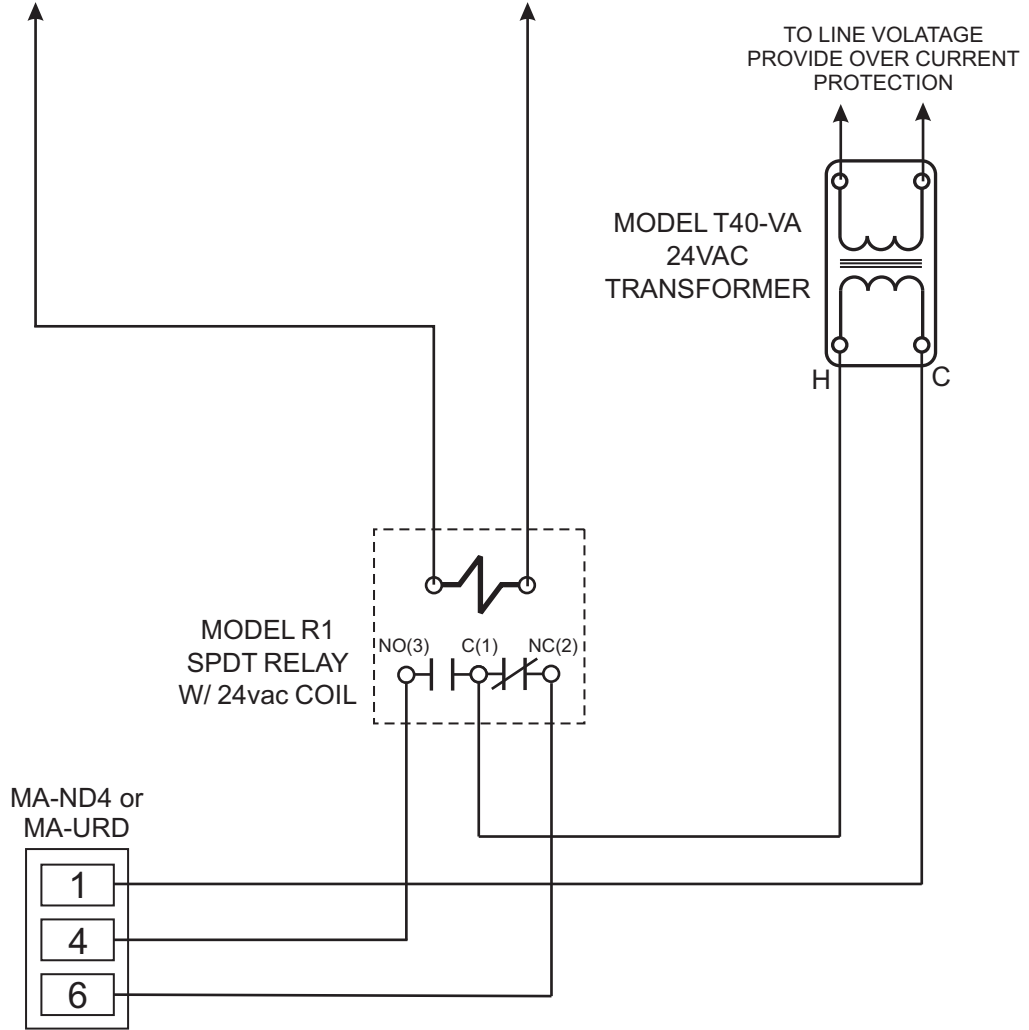 TO LINE VOLATAGE
PROVIDE OVER CURRENT
PROTECTION
MODEL T40-VA
24VAC
TRANSFORMER
H
C
MODEL R1
SPDT RELAY
W/ 24vac COIL
NO(3)
C(1)
NC(2)
MA-ND4 or
MA-URD
1
4
6